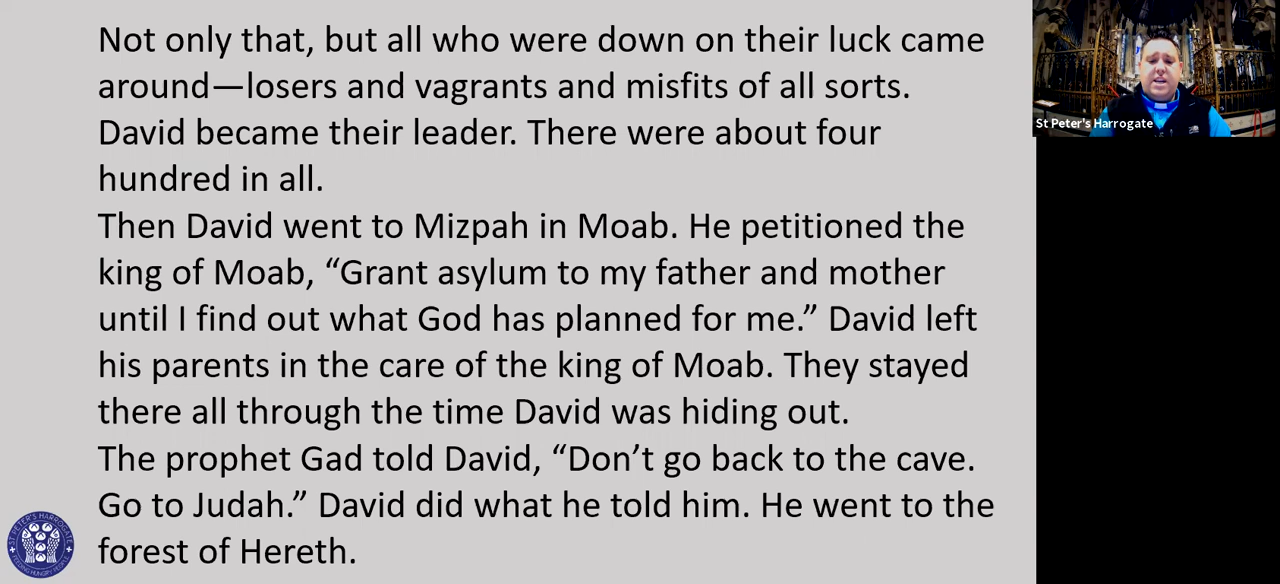 Not only that, but all who were down on their luck came
around—losers and vagrants and misfits of all sorts.
David became their leader. There were about four
hundred in all.
Then David went to Mizpah in Moab. He petitioned the
king of Moab, “Grant asylum to my father and mother
until I find out what God has planned for me.” David left
his parents in the care of the king of Moab. They stayed
there all through the time David was hiding out.
The prophet Gad told David, “Don’t go back to the cave.
Go to Judah.” David did what he told him. He went to the
forest of Hereth.
St Peter's Harrogate
ST PETER'S HARROGATE
FEEDING HUNGRY PEOPLE